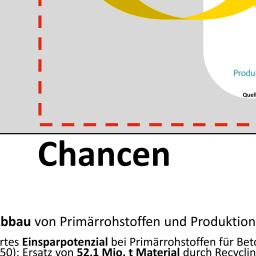 Produ
Quell
Chancen
bbau von Primärrohstoffen und Produktion
rtes Einsparpotenzial bei Primärrohstoffen für Beto
50): Ersatz von 52,1 Mio. t Material durch Recyclin